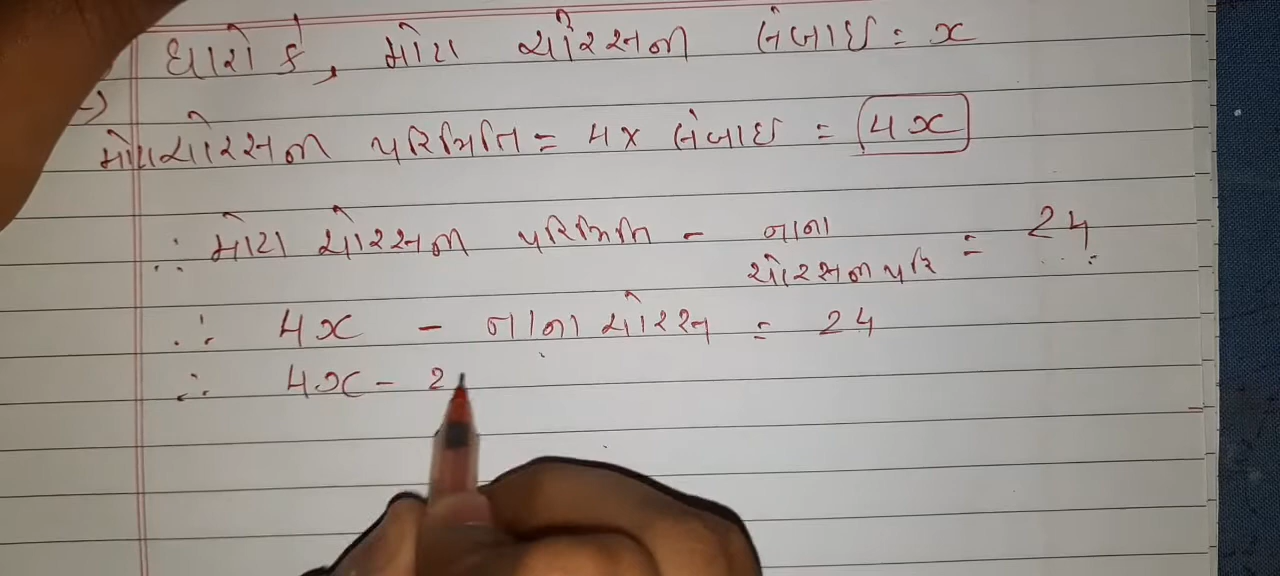 ધારો કે, મોટા ચોરસની લંબાઇ = x
મોટા ચોરસની પરિમિતિ = 4 x લંબાઇ = 4x
∴ મોટા ચોરસની પરિમિતિ - નાના ચોરસની પરિ = 24
∴ 4x - નાના ચોરસ = 24
∴ 4x - 2